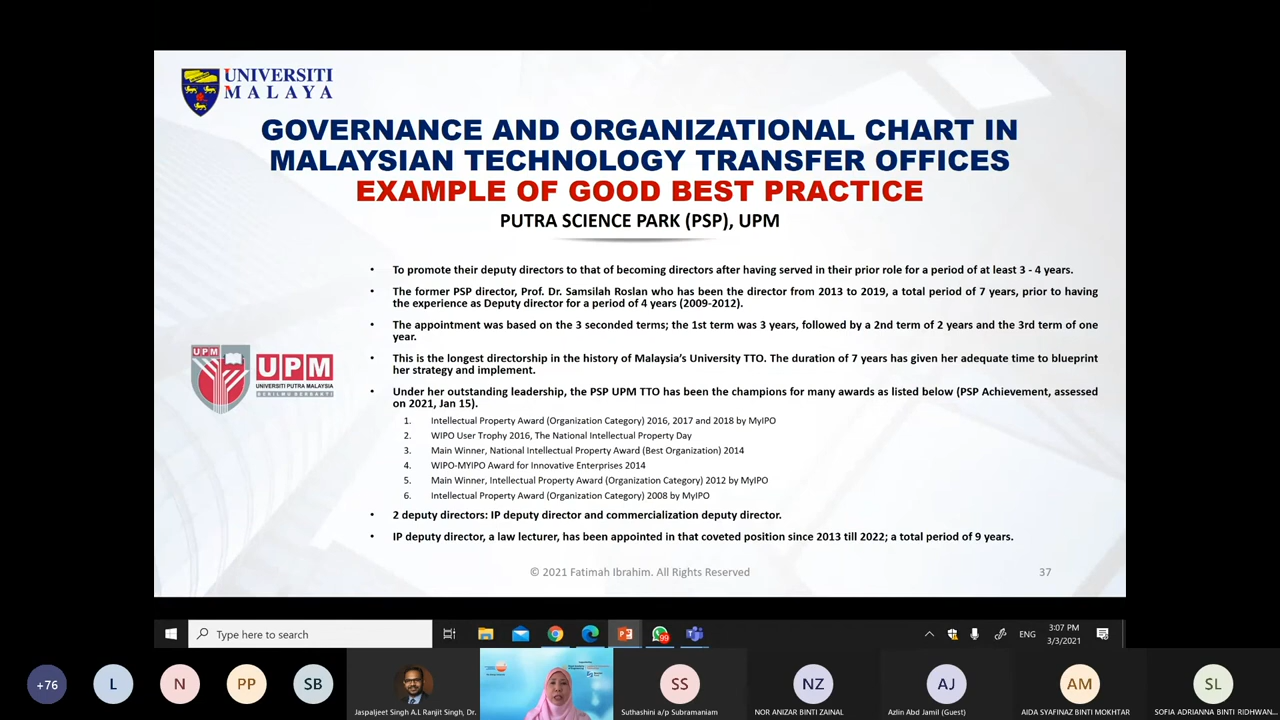 UNIVERSITI
MALAYA
GOVERNANCE AND ORGANIZATIONAL CHART IN
MALAYSIAN TECHNOLOGY TRANSFER OFFICES
EXAMPLE OF GOOD BEST PRACTICE
PUTRA SCIENCE PARK (PSP), UPM
• To promote their deputy directors to that of becoming directors after having served in their prior role for a period of at least 3 - 4 years.
• The former PSP director, Prof. Dr. Samsilah Roslan who has been the director from 2013 to 2019, a total period of 7 years, prior to having
the experience as Deputy director for a period of 4 years (2009-2012).
• The appointment was based on the 3 seconded terms; the 1st term was 3 years, followed by a 2nd term of 2 years and the 3rd term of one
year.
• This is the longest directorship in the history of Malaysia's University TTO. The duration of 7 years has given her adequate time to blueprint
her strategy and implement.
• Under her outstanding leadership, the PSP UPM TTO has been the champions for many awards as listed below (PSP Achievement, assessed
on 2021, Jan 15).
1. Intellectual Property Award (Organization Category) 2016, 2017 and 2018 by MyIPO
2. WIPO User Trophy 2016, The National Intellectual Property Day
3. Main Winner, National Intellectual Property Award (Best Organization) 2014
4. WIPO-MYIPO Award for Innovative Enterprises 2014
5. Main Winner, Intellectual Property Award (Organization Category) 2012 by MyIPO
6. Intellectual Property Award (Organization Category) 2008 by MyIPO
• 2 deputy directors: IP deputy director and commercialization deputy director.
• IP deputy director, a law lecturer, has been appointed in that coveted position since 2013 till 2022; a total period of 9 years.
UPM
UPM
UNIVERSITI PUTRA MALAYSIA
BERILMU BERBAKTI
© 2021 Fatimah Ibrahim. All Rights Reserved
37
Type here to search
99
ENG
3:07 PM
3/3/2021
+76
L
N
PP
SB
Jaspaljeet Singh A.L Ranjit Singh, Dr.
SS
Suthashini a/p Subramaniam
NZ
NOR ANIZAR BINTI ZAINAL
AJ
Azlin Abd Jamil (Guest)
AM
AIDA SYAFINAZ BINTI MOKHTAR
SL
SOFIA ADRIANNA BINTI RIDHWAN...